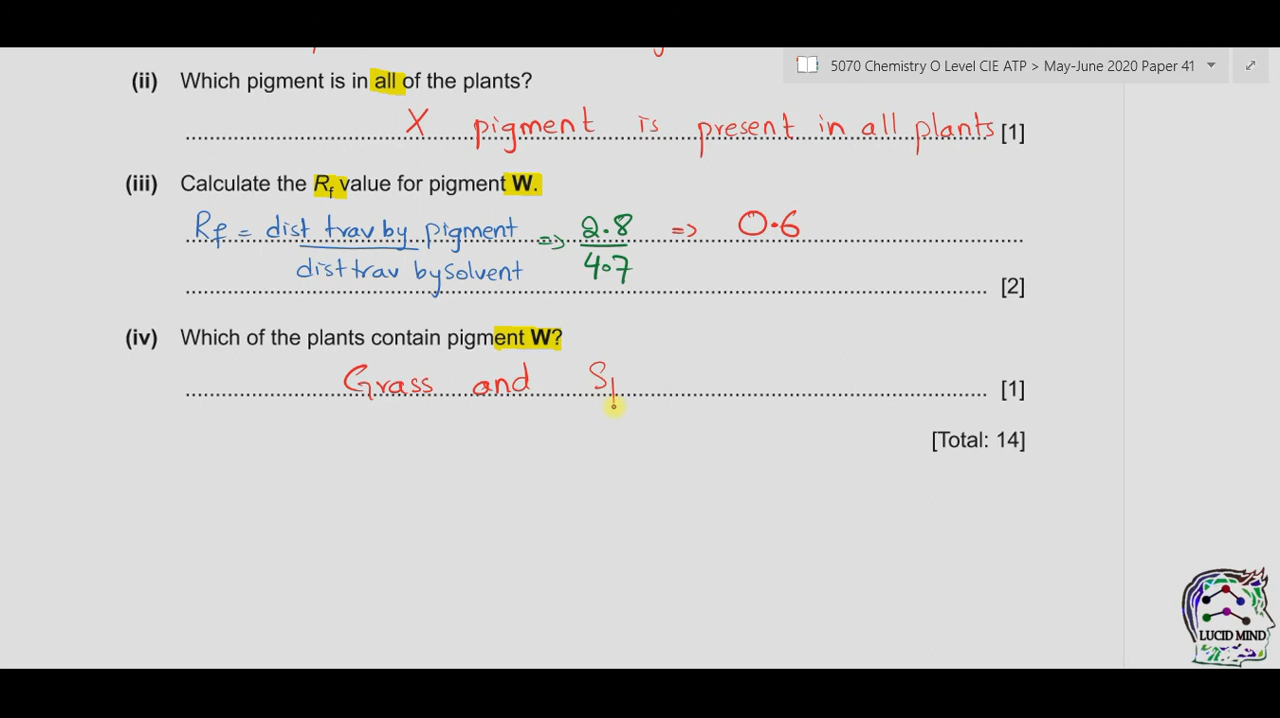 (ii) Which pigment is in all of the plants?
5070 Chemistry O Level CIE ATP > May-June 2020 Paper 41
X pigment is present in all plants [1]
(iii) Calculate the Rf value for pigment W.
Rf = dist trav by pigment => 2.8 => 0.6
dist trav by solvent 4.7
[2]
(iv) Which of the plants contain pigment W?
Grass and S
[1]
[Total: 14]
LUCID MIND